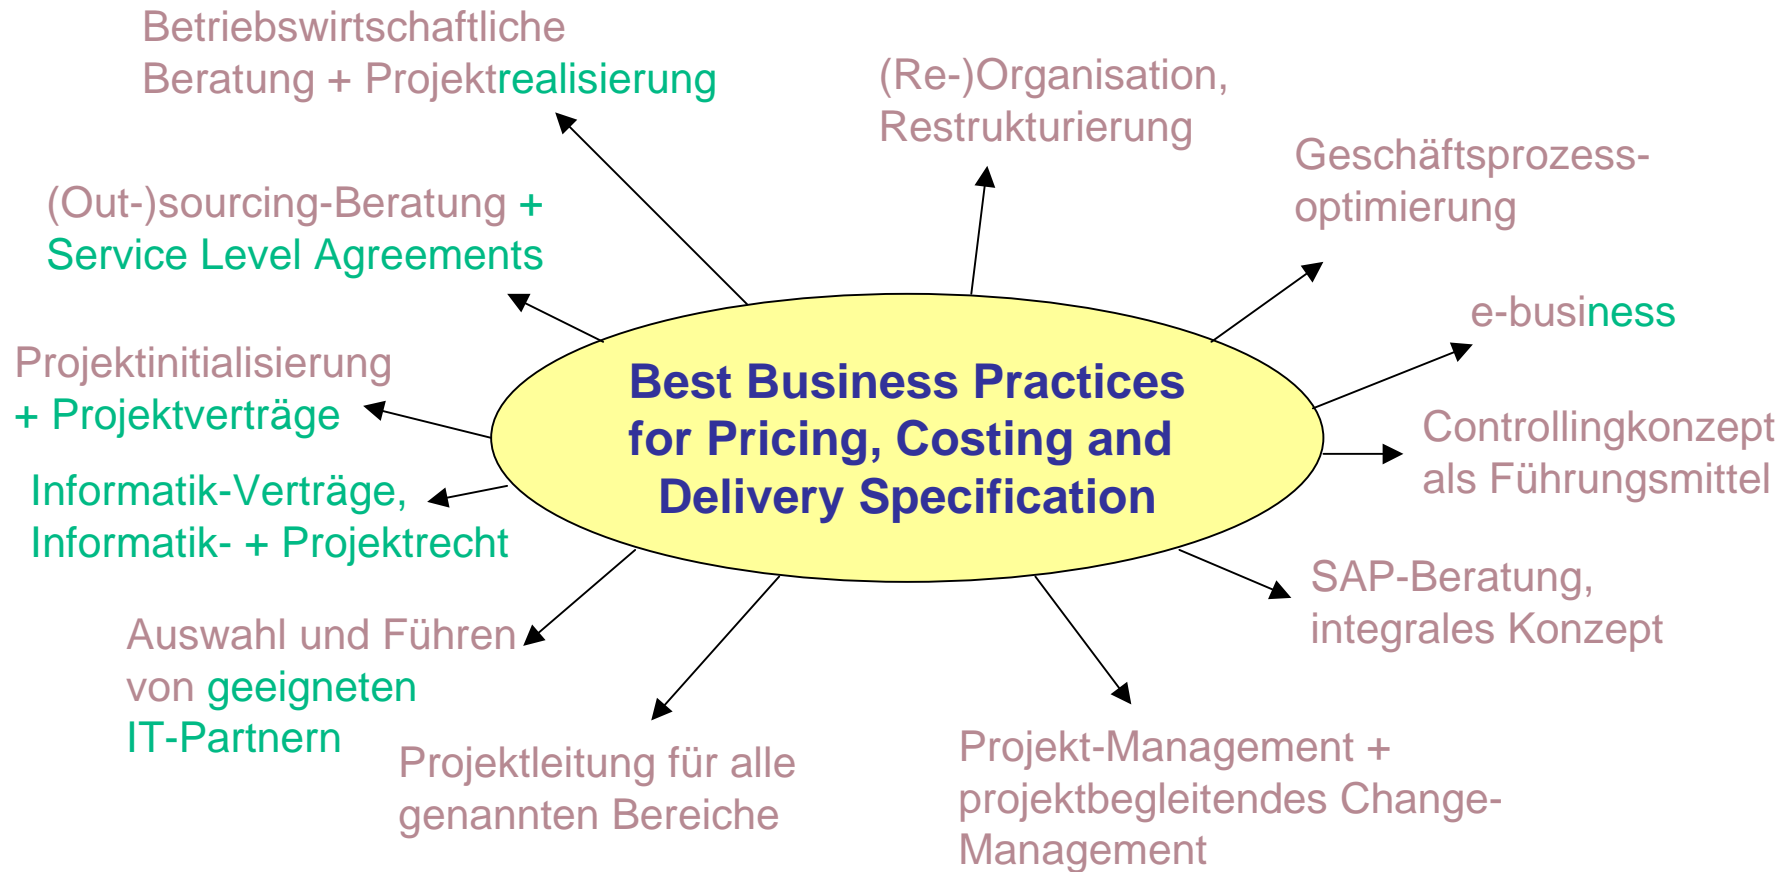 Betriebswirtschaftliche
Beratung + Projektrealisierung
(Re-)Organisation,
Restrukturierung
Geschäftsprozess-
optimierung
(Out-)sourcing-Beratung +
Service Level Agreements
e-business
Projektinitialisierung
+ Projektverträge
Best Business Practices
for Pricing, Costing and
Delivery Specification
Controllingkonzept
als Führungsmittel
Informatik-Verträge,
Informatik- + Projektrecht
SAP-Beratung,
integrales Konzept
Auswahl und Führen
von geeigneten
IT-Partnern
Projektleitung für alle
genannten Bereiche
Projekt-Management +
projektbegleitendes Change-
Management